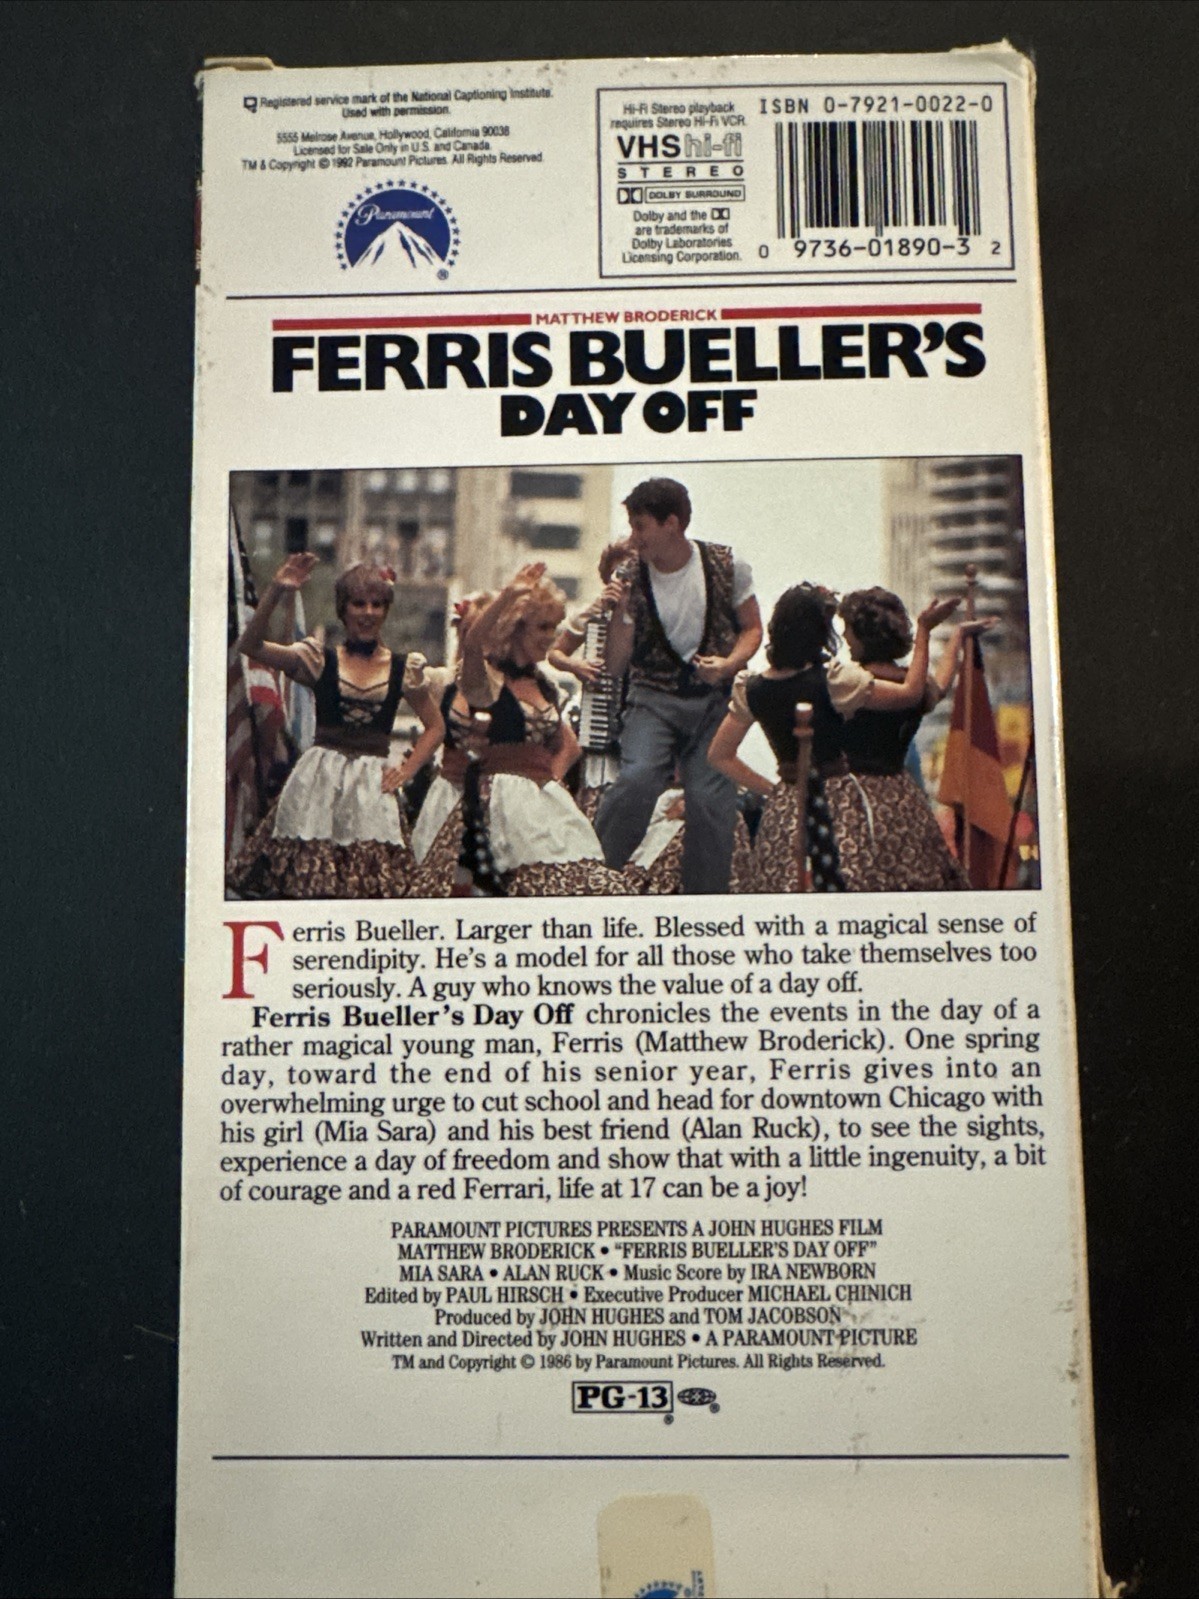 Registered service mark of the National Captioning Institute.
Used with permission.
5555 Melrose Avenue, Hollywood, California 90038
Licensed for Sale Only in U.S. and Canada.
TM & Copyright © 1992 Paramount Pictures. All Rights Reserved.
Paramount
®
Hi-Fi Stereo playback
requires Stereo Hi-Fi VCR.
VHS hi-fi
STEREO
DOLBY SURROUND
Dolby and the
are trademarks of
Dolby Laboratories
Licensing Corporation.
ISBN 0-7921-0022-0
0 9736-01890-3 2
MATTHEW BRODERICK
FERRIS BUELLER'S
DAY OFF
Ferris Bueller. Larger than life. Blessed with a magical sense of
serendipity. He's a model for all those who take themselves too
seriously. A guy who knows the value of a day off.
Ferris Bueller's Day Off chronicles the events in the day of a
rather magical young man, Ferris (Matthew Broderick). One spring
day, toward the end of his senior year, Ferris gives into an
overwhelming urge to cut school and head for downtown Chicago with
his girl (Mia Sara) and his best friend (Alan Ruck), to see the sights,
experience a day of freedom and show that with a little ingenuity, a bit
of courage and a red Ferrari, life at 17 can be a joy!
PARAMOUNT PICTURES PRESENTS A JOHN HUGHES FILM
MATTHEW BRODERICK • "FERRIS BUELLER'S DAY OFF"
MIA SARA • ALAN RUCK • Music Score by IRA NEWBORN
Edited by PAUL HIRSCH • Executive Producer MICHAEL CHINICH
Produced by JOHN HUGHES and TOM JACOBSON
Written and Directed by JOHN HUGHES • A PARAMOUNT PICTURE
TM and Copyright © 1986 by Paramount Pictures. All Rights Reserved.
PG-13
® ®